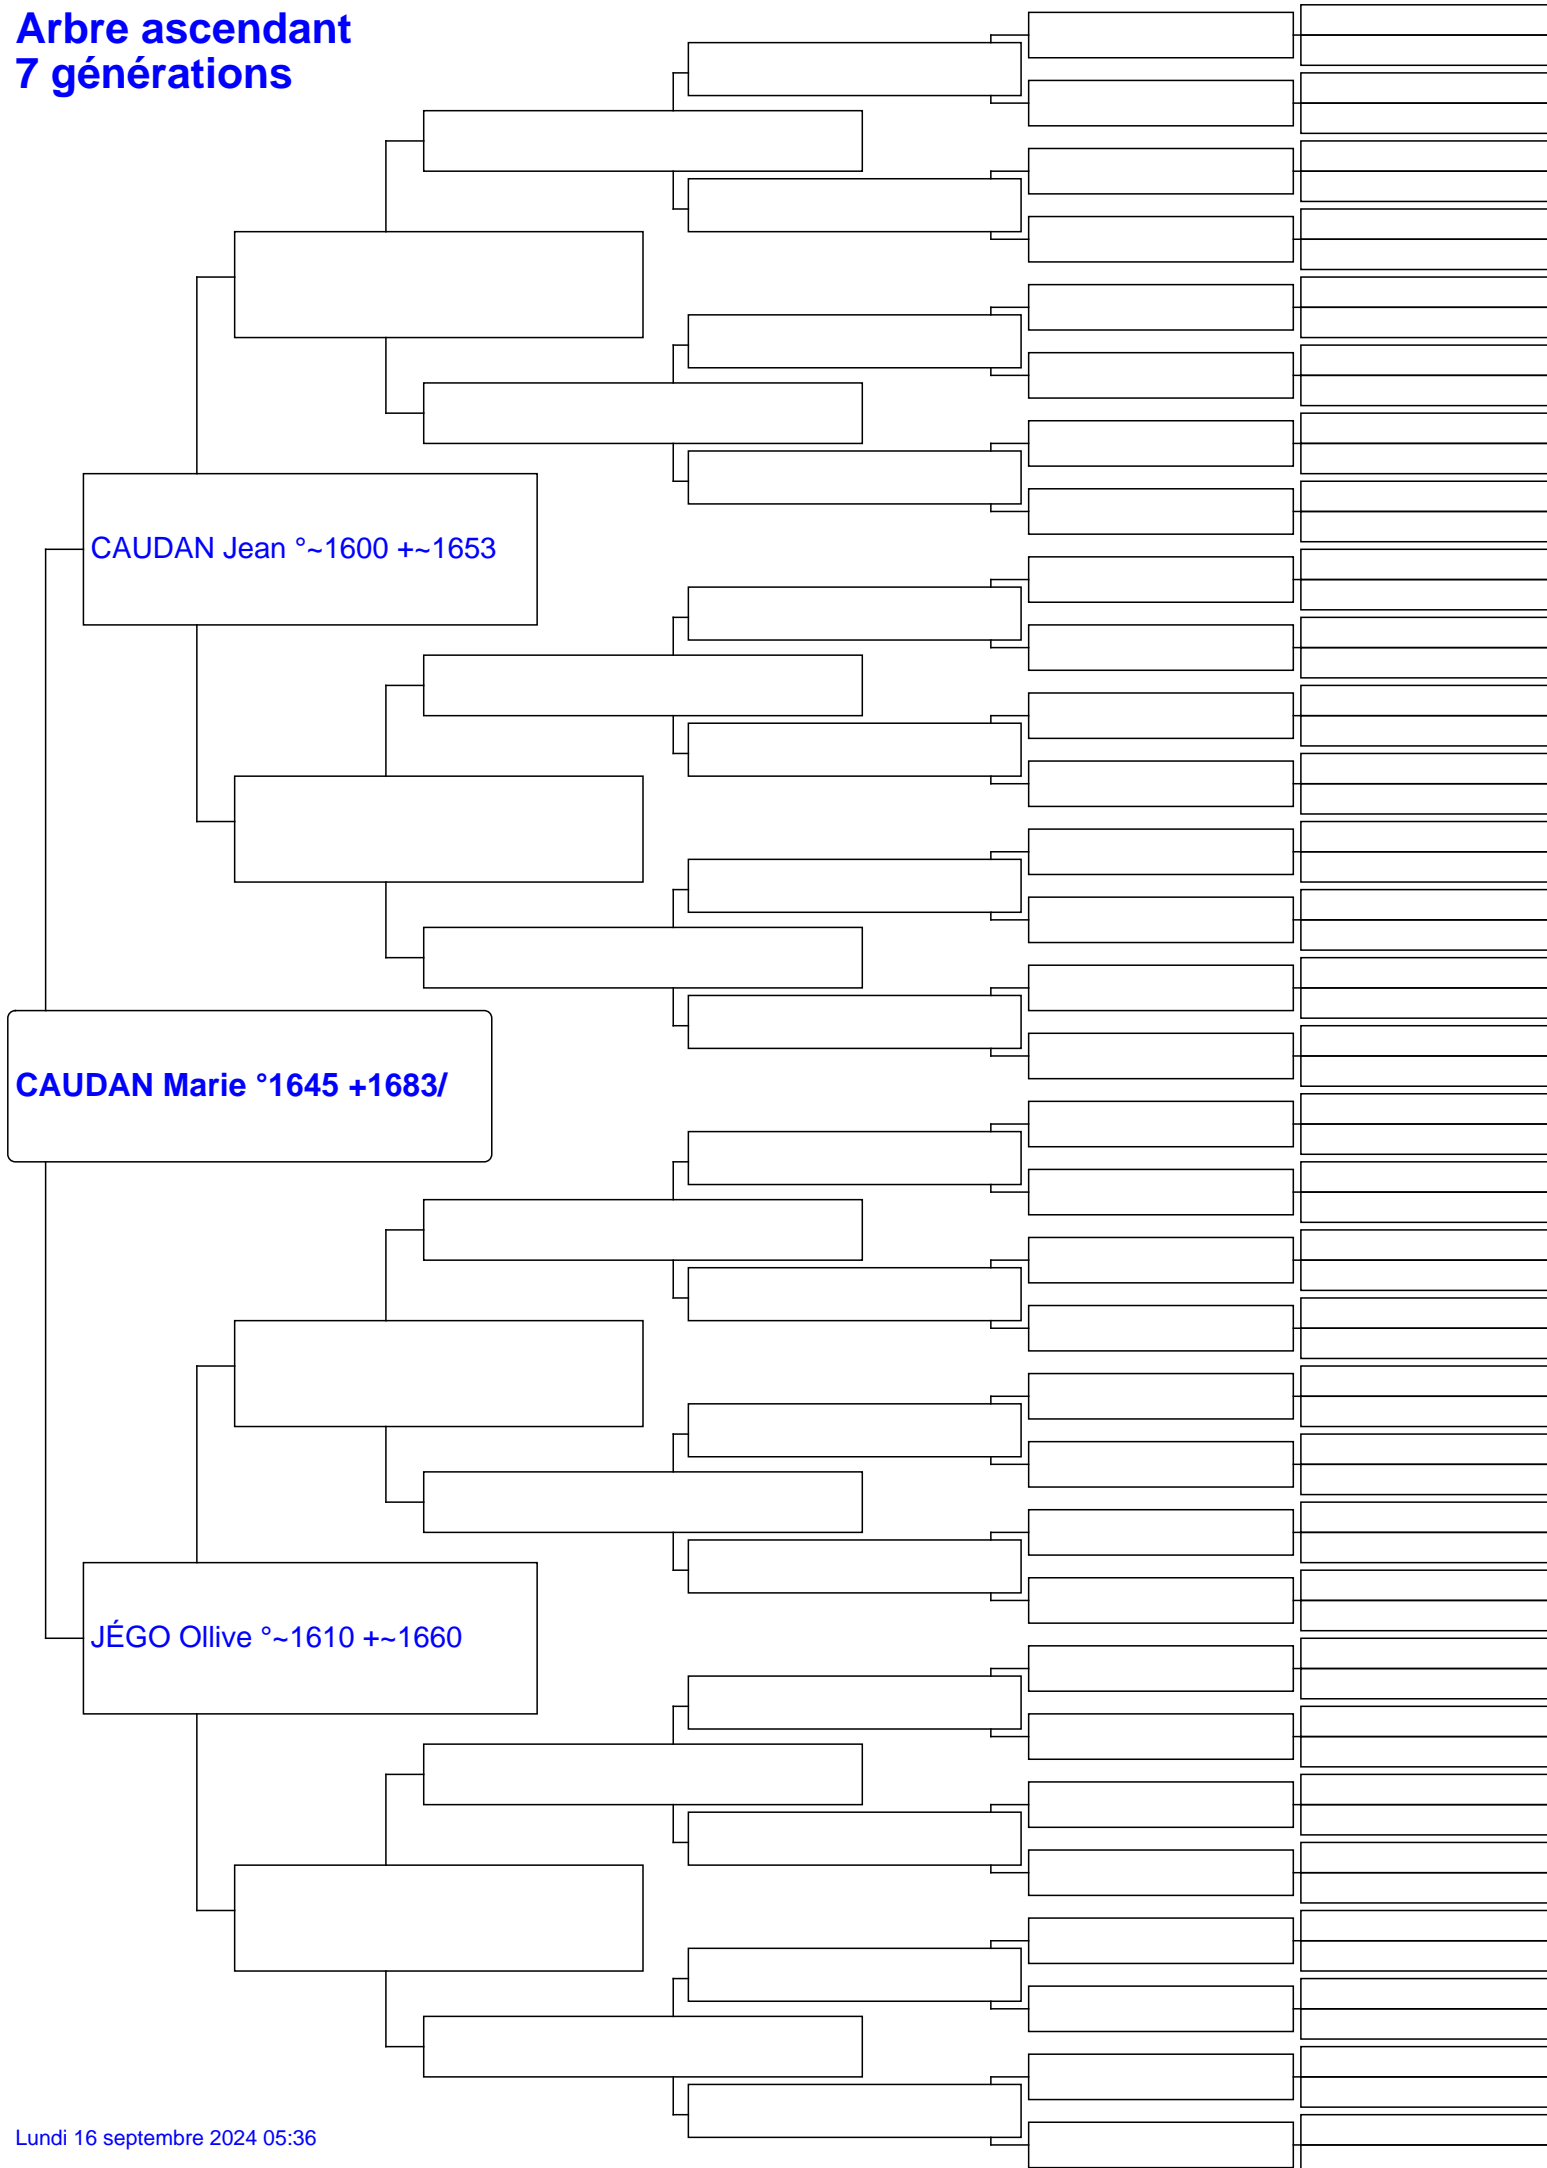 Arbre ascendant
7 générations
CAUDAN Jean °~1600 +~1653
CAUDAN Marie °1645 +1683/
JÉGO Ollive °~1610 +~1660
Lundi 16 septembre 2024 05:36